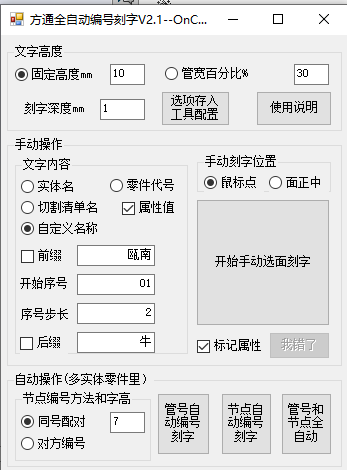 方通全自动编号刻字V2.1--OnC...
文字高度
固定高度mm 10 管宽百分比% 30
刻字深度mm 1 选项存入 使用说明
工具配置
手动操作
文字内容 手动刻字位置
实体名 零件代号 鼠标点 面正中
切割清单名 属性值
自定义名称
前缀 瓯南
开始手动选面刻字
开始序号 01
序号步长 2
后缀 牛 标记属性 我错了
自动操作(多实体零件里)
节点编号方法和字高
同号配对 7
对方编号
管号自
动编号
刻字
节点自
动编号
刻字
管号和
节点全
自动